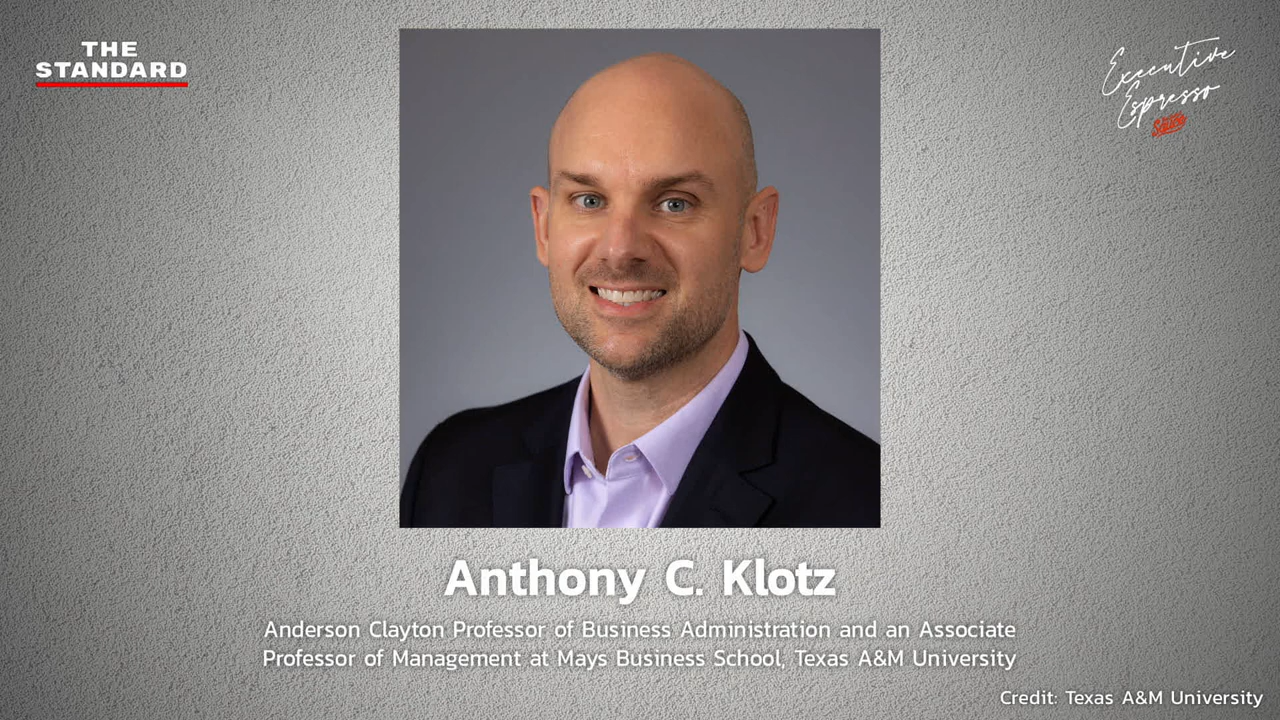 THE
STANDARD
Executive
Espresso
Anthony C. Klotz
Anderson Clayton Professor of Business Administration and an Associate
Professor of Management at Mays Business School, Texas A&M University
Credit: Texas A&M University